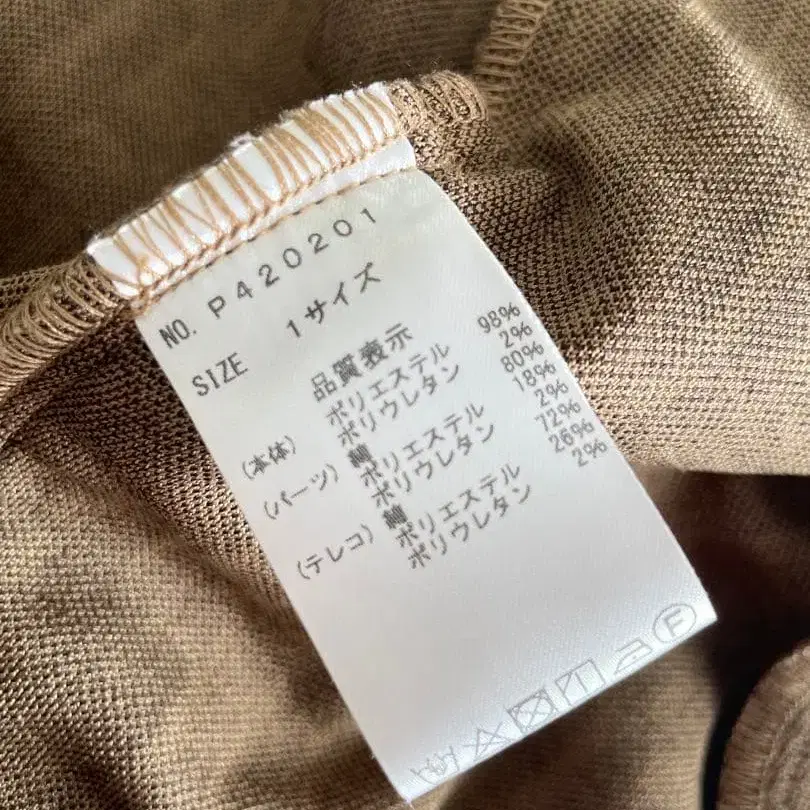 NO. P420201
SIZE 1サイズ
品質表示
(本体) ポリエステル 98%
ポリウレタン 2%
(パーツ) 綿 80%
ポリエステル 18%
ポリウレタン 2%
(テレコ) 綿 72%
ポリエステル 26%
ポリウレタン 2%
F